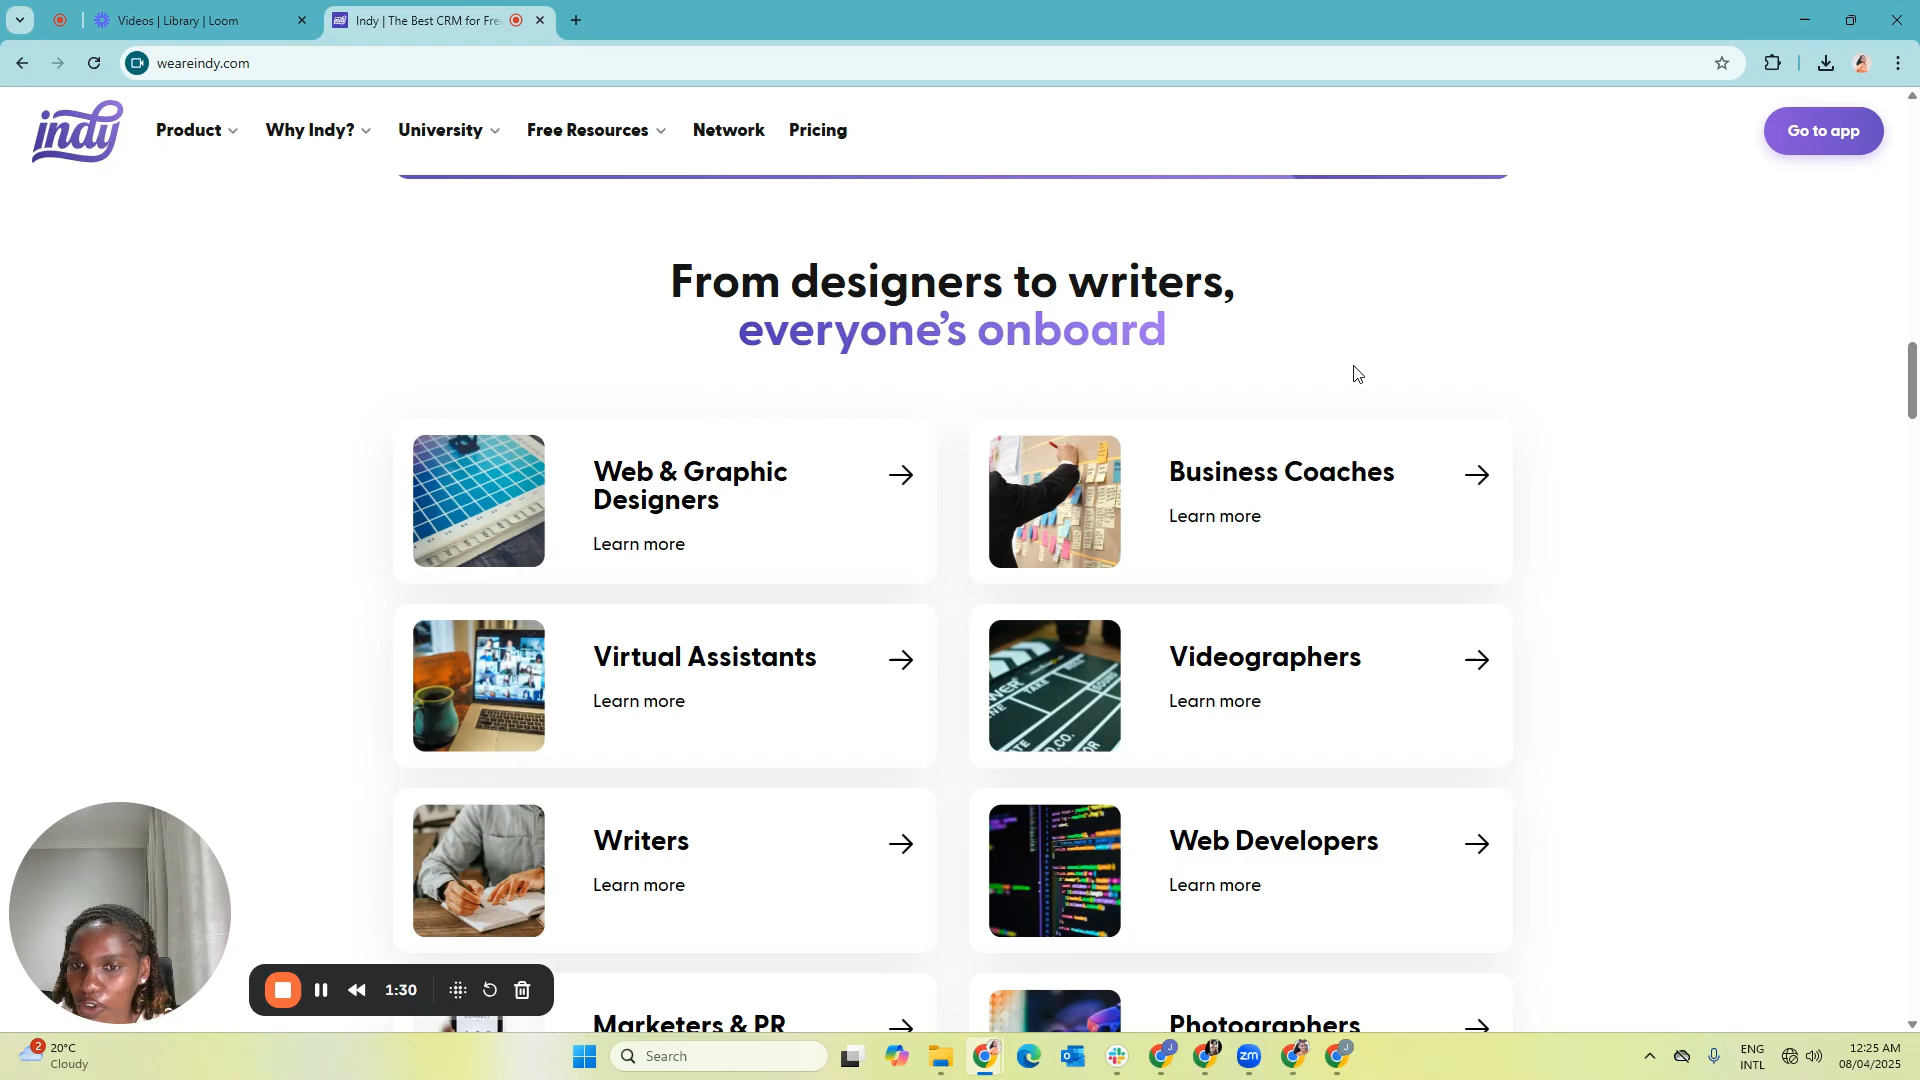 Videos | Library | Loom
Indy | The Best CRM for Fre
weareindy.com
indy
Product
Why Indy?
University
Free Resources
Network
Pricing
Go to app
From designers to writers,
everyone's onboard
Web & Graphic
Designers
Learn more
Business Coaches
Learn more
Virtual Assistants
Learn more
Videographers
Learn more
Writers
Learn more
Web Developers
Learn more
Marketers & PR
Photographers
1:30
2
20°C
Cloudy
Search
zm
J
J
ENG
INTL
12:25 AM
08/04/2025